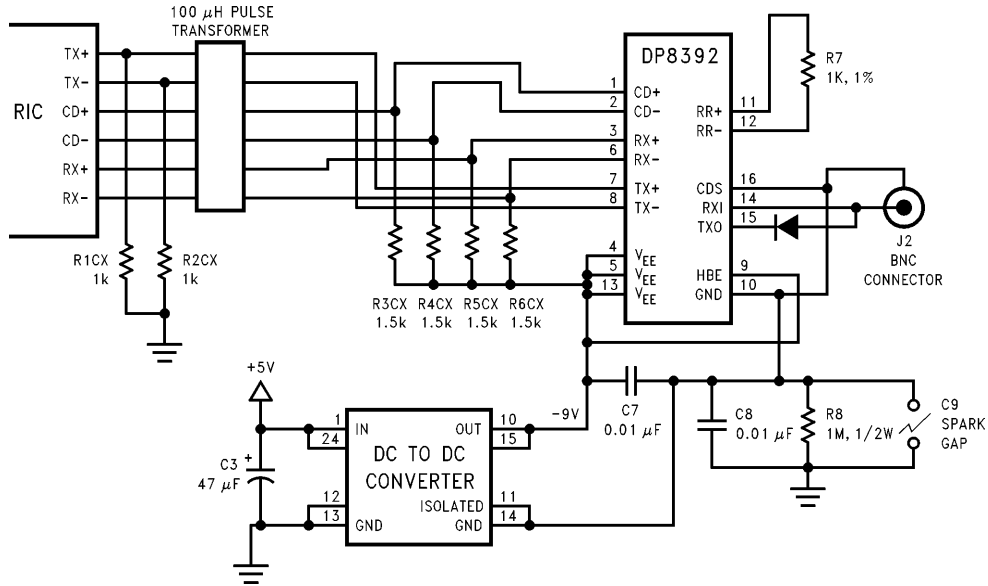 100 μH PULSE
TRANSFORMER
RIC
TX+
TX-
CD+
CD-
RX+
RX-
R1CX
1k
R2CX
1k
R3CX
1.5k
R4CX
1.5k
R5CX
1.5k
R6CX
1.5k
DP8392
1 CD+
2 CD-
3 RX+
6 RX-
7 TX+
8 TX-
4 VEE
5 VEE
13 VEE
RR+ 11
RR- 12
CDS 16
RXI 14
TXO 15
HBE 9
GND 10
R7
1K, 1%
J2
BNC
CONNECTOR
+5V
C3 +
47 μF
1 IN
24
12
13 GND
DC TO DC
CONVERTER
OUT 10
15
ISOLATED 11
GND 14
-9V
C7
0.01 μF
C8
0.01 μF
R8
1M, 1/2W
C9
SPARK
GAP